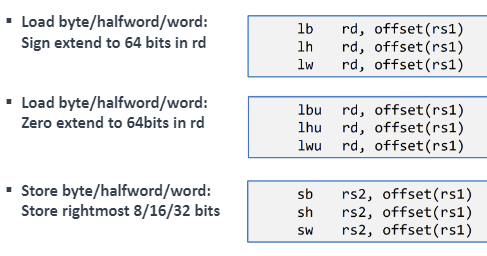 ▪ Load byte/halfword/word:
Sign extend to 64 bits in rd
lb rd, offset(rs1)
lh rd, offset(rs1)
lw rd, offset(rs1)
▪ Load byte/halfword/word:
Zero extend to 64bits in rd
lbu rd, offset(rs1)
lhu rd, offset(rs1)
lwu rd, offset(rs1)
▪ Store byte/halfword/word:
Store rightmost 8/16/32 bits
sb rs2, offset(rs1)
sh rs2, offset(rs1)
sw rs2, offset(rs1)